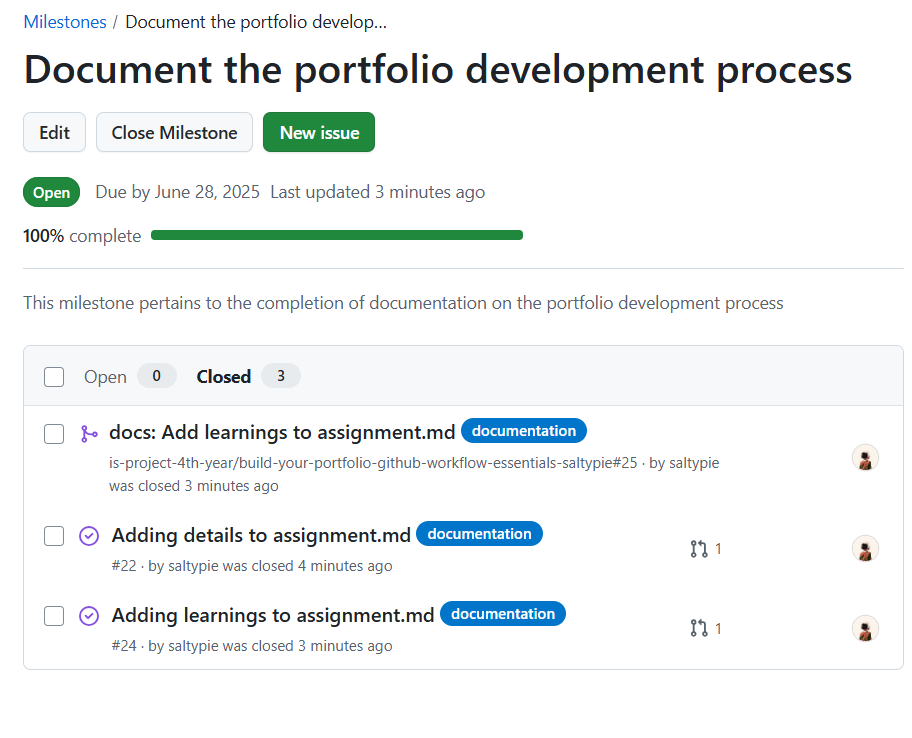 Milestones / Document the portfolio develop...
Document the portfolio development process
Edit Close Milestone New issue
Open Due by June 28, 2025 Last updated 3 minutes ago
100% complete
This milestone pertains to the completion of documentation on the portfolio development process
Open 0 Closed 3
docs: Add learnings to assignment.md documentation
is-project-4th-year/build-your-portfolio-github-workflow-essentials-saltypie#25 · by saltypie
was closed 3 minutes ago
Adding details to assignment.md documentation
1
#22 · by saltypie was closed 4 minutes ago
Adding learnings to assignment.md documentation
1
#24 · by saltypie was closed 3 minutes ago